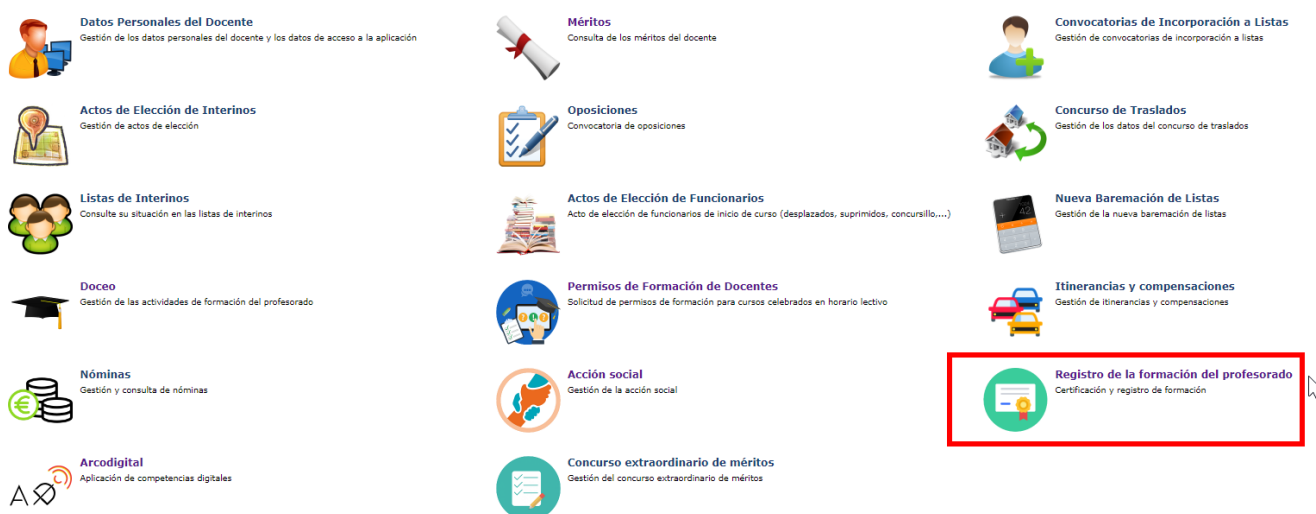 Datos Personales del Docente
Gestión de los datos personales del docente y los datos de acceso a la aplicación
Méritos
Consulta de los méritos del docente
Convocatorias de Incorporación a Listas
Gestión de convocatorias de incorporación a listas
Actos de Elección de Interinos
Gestión de actos de elección
Oposiciones
Convocatoria de oposiciones
Concurso de Traslados
Gestión de los datos del concurso de traslados
Listas de Interinos
Consulte su situación en las listas de interinos
Actos de Elección de Funcionarios
Acto de elección de funcionarios de inicio de curso (desplazados, suprimidos, concursillo,...)
Nueva Baremación de Listas
Gestión de la nueva baremación de listas
Doceo
Gestión de las actividades de formación del profesorado
Permisos de Formación de Docentes
Solicitud de permisos de formación para cursos celebrados en horario lectivo
Itinerancias y compensaciones
Gestión de itinerancias y compensaciones
Nóminas
Gestión y consulta de nóminas
Acción social
Gestión de la acción social
Registro de la formación del profesorado
Certificación y registro de formación
Arcodigital
Aplicación de competencias digitales
Concurso extraordinario de méritos
Gestión del concurso extraordinario de méritos